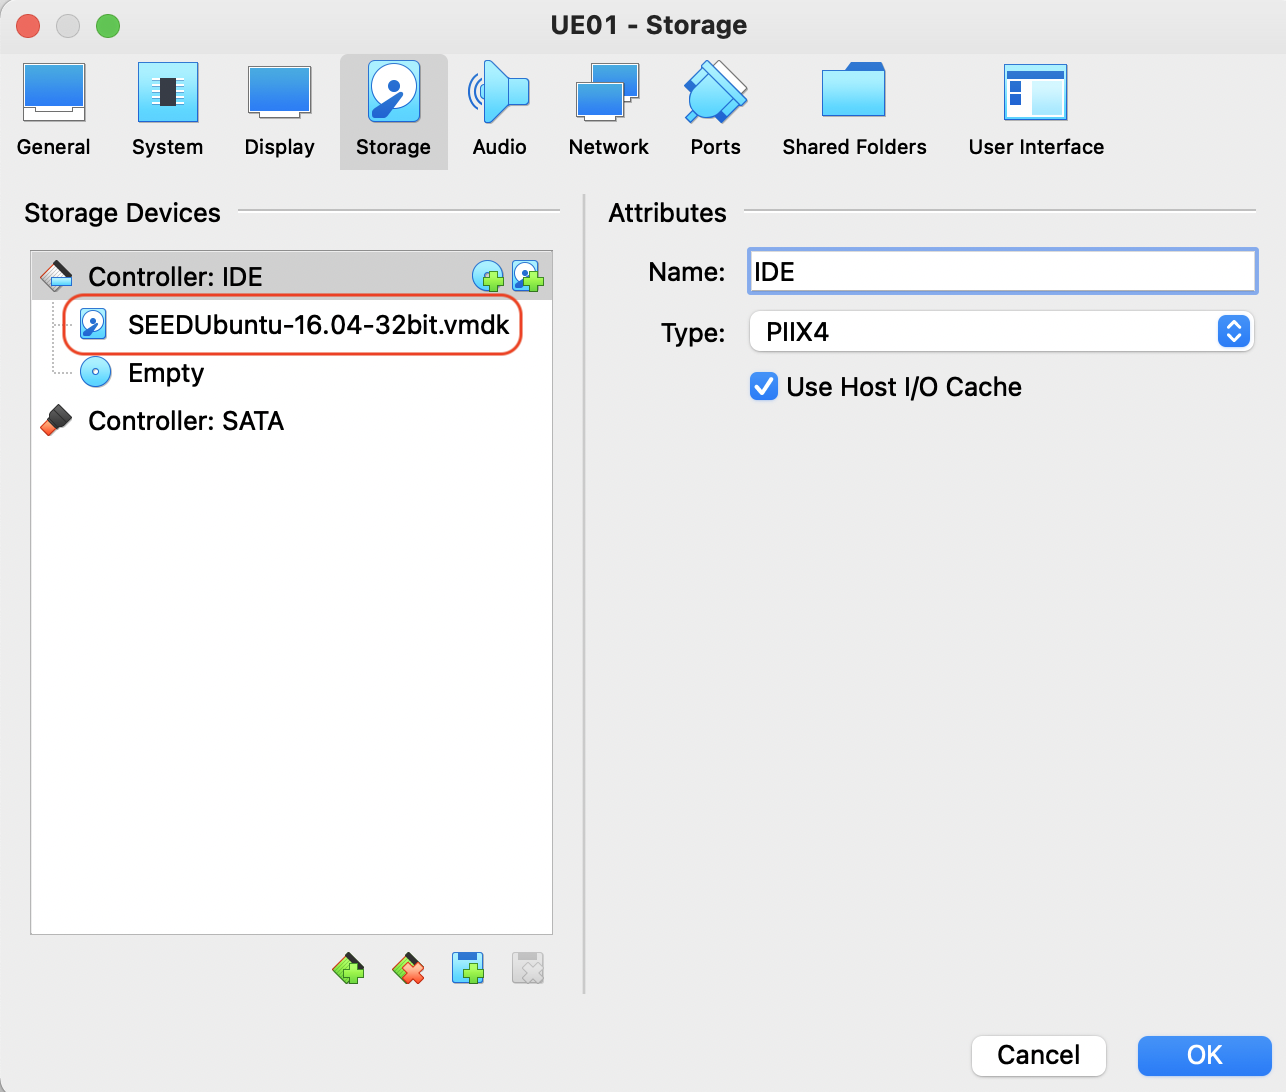 UE01 - Storage
General
System
Display
Storage
Audio
Network
Ports
Shared Folders
User Interface
Storage Devices
Controller: IDE
SEEDUbuntu-16.04-32bit.vmdk
Empty
Controller: SATA
Attributes
Name: IDE
Type: PIIX4
Use Host I/O Cache
Cancel
OK